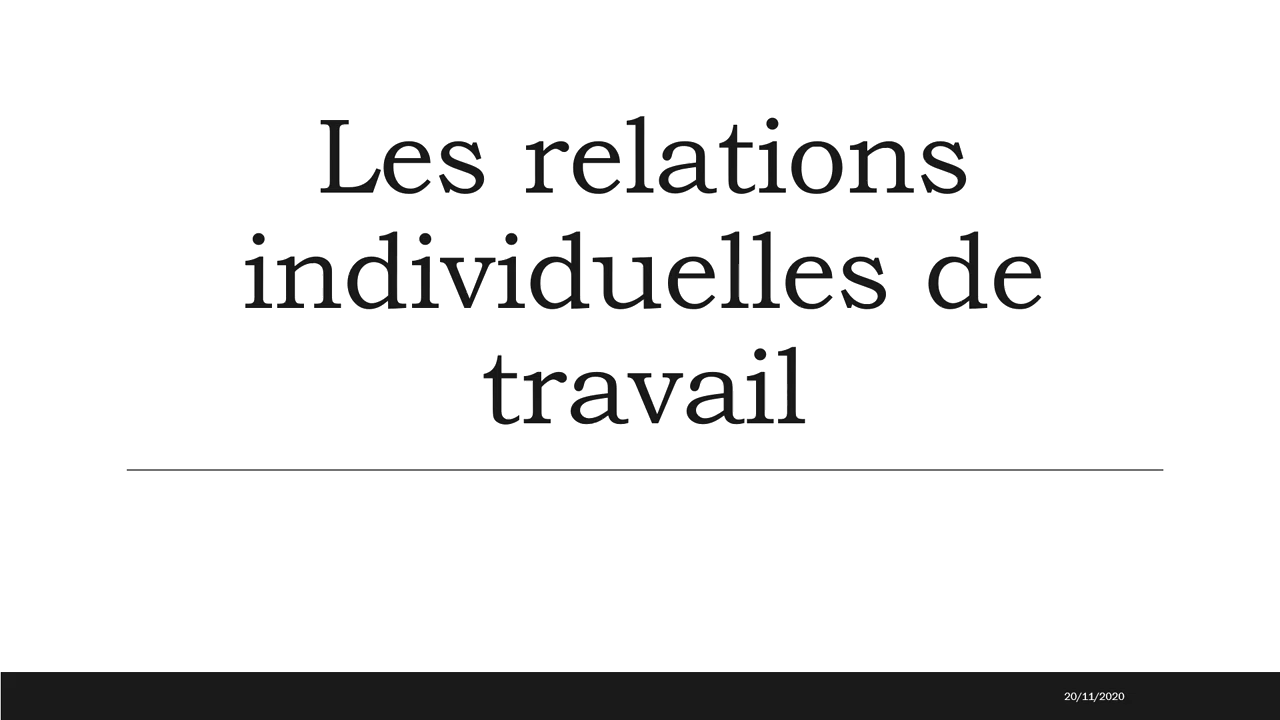 Les relations
individuelles de
travail
20/11/2020